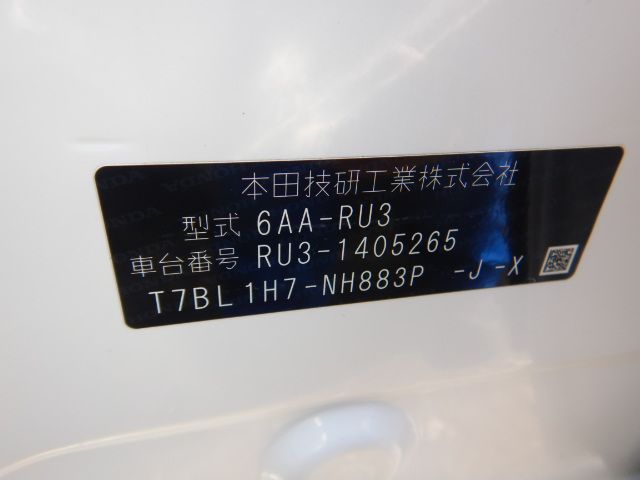 本田技研工業株式会社
型式 6AA-RU3
車台番号 RU3-1405265
T7BL1H7-NH883P -J-X